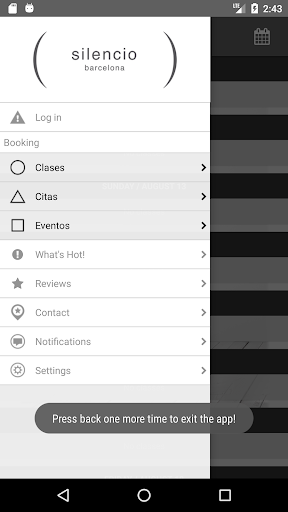 2:43
silencio
barcelona
Log in
Booking
Clases
Citas
Eventos
What's Hot!
Reviews
Contact
Notifications
Settings
Press back one more time to exit the app!